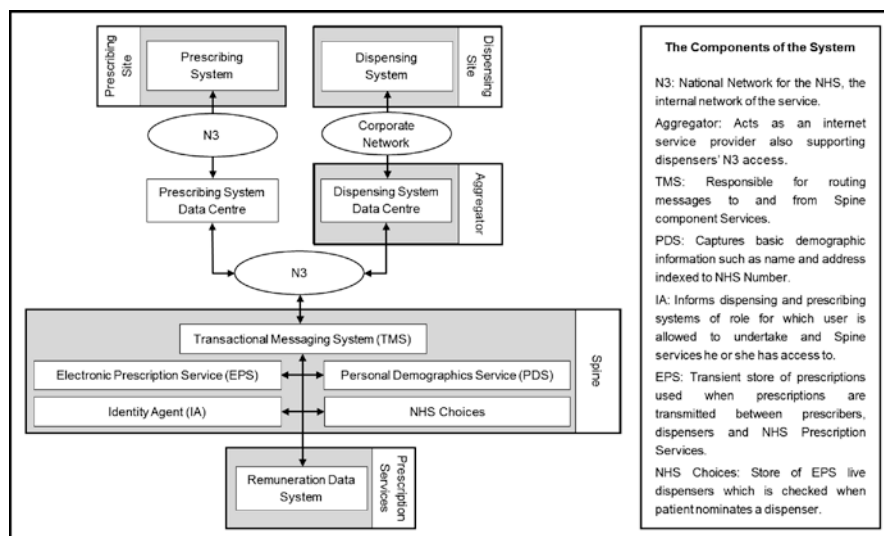 Prescribing
Site
Prescribing
System
Dispensing
System
Dispensing
Site
N3
Corporate
Network
Prescribing System
Data Centre
Dispensing System
Data Centre
Aggregator
N3
Transactional Messaging System (TMS)
Electronic Prescription Service (EPS)
Personal Demographics Service (PDS)
Identity Agent (IA)
NHS Choices
Spine
Remuneration Data
System
Prescription
Services
The Components of the System
N3: National Network for the NHS, the
internal network of the service.
Aggregator: Acts as an internet
service provider also supporting
dispensers' N3 access.
TMS: Responsible for routing
messages to and from Spine
component Services.
PDS: Captures basic demographic
information such as name and address
indexed to NHS Number.
IA: Informs dispensing and prescribing
systems of role for which user is
allowed to undertake and Spine
services he or she has access to.
EPS: Transient store of prescriptions
used when prescriptions are
transmitted between prescribers,
dispensers and NHS Prescription
Services.
NHS Choices: Store of EPS live
dispensers which is checked when
patient nominates a dispenser.